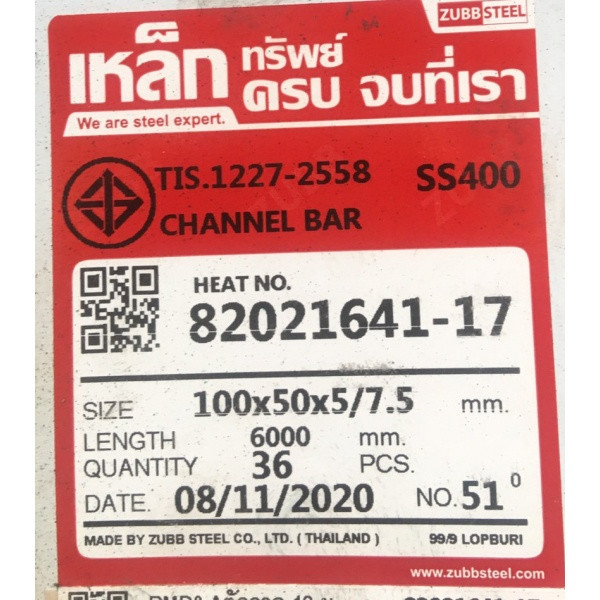 ZUBB STEEL
เหล็ก ทรัพย์
ครบ จบที่เรา
We are steel expert.
TIS.1227-2558 SS400
CHANNEL BAR
HEAT NO.
82021641-17
SIZE 100x50x5/7.5 mm.
LENGTH 6000 mm.
QUANTITY 36 PCS.
DATE. 08/11/2020 NO. 51 0
MADE BY ZUBB STEEL CO., LTD. ( THAILAND ) 99/9 LOPBURI
www.zubbsteel.com